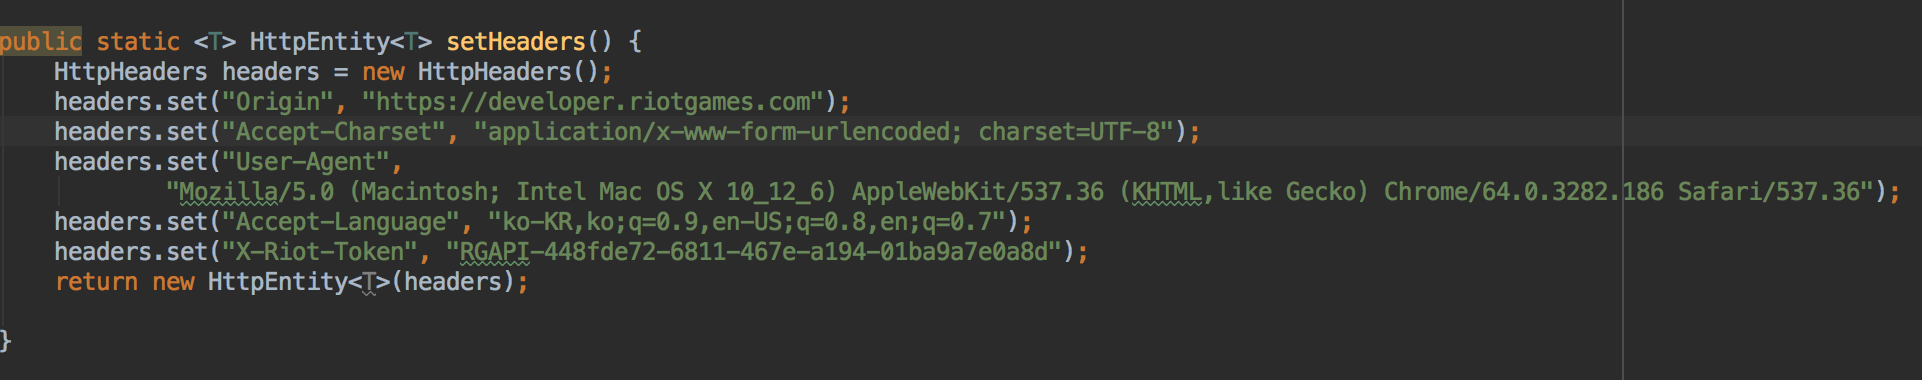 public static <T> HttpEntity<T> setHeaders() {
    HttpHeaders headers = new HttpHeaders();
    headers.set("Origin", "https://developer.riotgames.com");
    headers.set("Accept-Charset", "application/x-www-form-urlencoded; charset=UTF-8");
    headers.set("User-Agent",
            "Mozilla/5.0 (Macintosh; Intel Mac OS X 10_12_6) AppleWebKit/537.36 (KHTML,like Gecko) Chrome/64.0.3282.186 Safari/537.36");
    headers.set("Accept-Language", "ko-KR,ko;q=0.9,en-US;q=0.8,en;q=0.7");
    headers.set("X-Riot-Token", "RGAPI-448fde72-6811-467e-a194-01ba9a7e0a8d");
    return new HttpEntity<T>(headers);
}